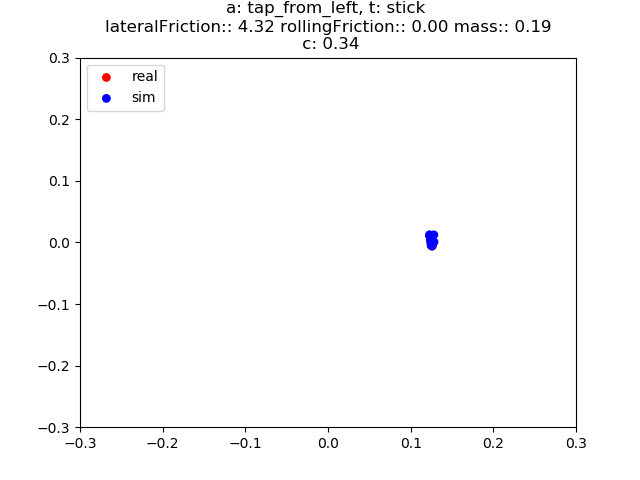 a: tap_from_left, t: stick
lateralFriction:: 4.32 rollingFriction:: 0.00 mass:: 0.19
c: 0.34
real
sim
0.3
0.2
0.1
0.0
−0.1
−0.2
−0.3
−0.3 −0.2 −0.1 0.0 0.1 0.2 0.3